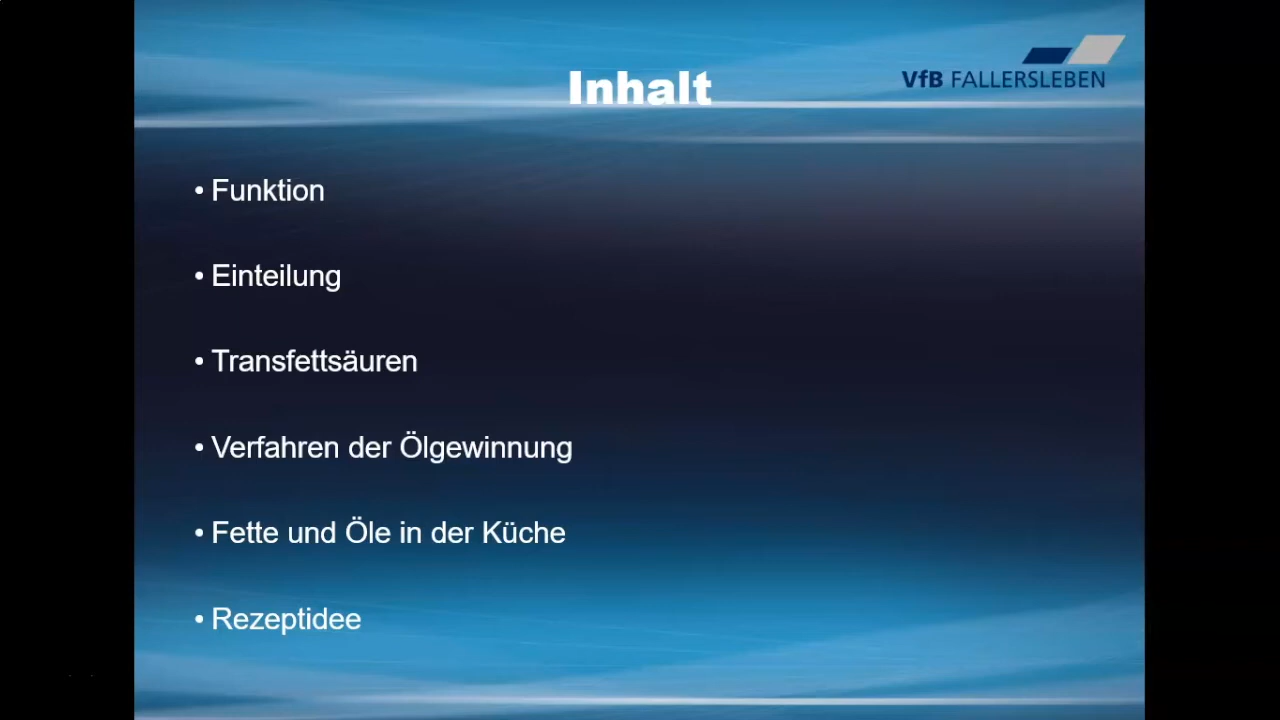 Inhalt
VfB FALLERSLEBEN
• Funktion
• Einteilung
• Transfettsäuren
• Verfahren der Ölgewinnung
• Fette und Öle in der Küche
• Rezeptidee